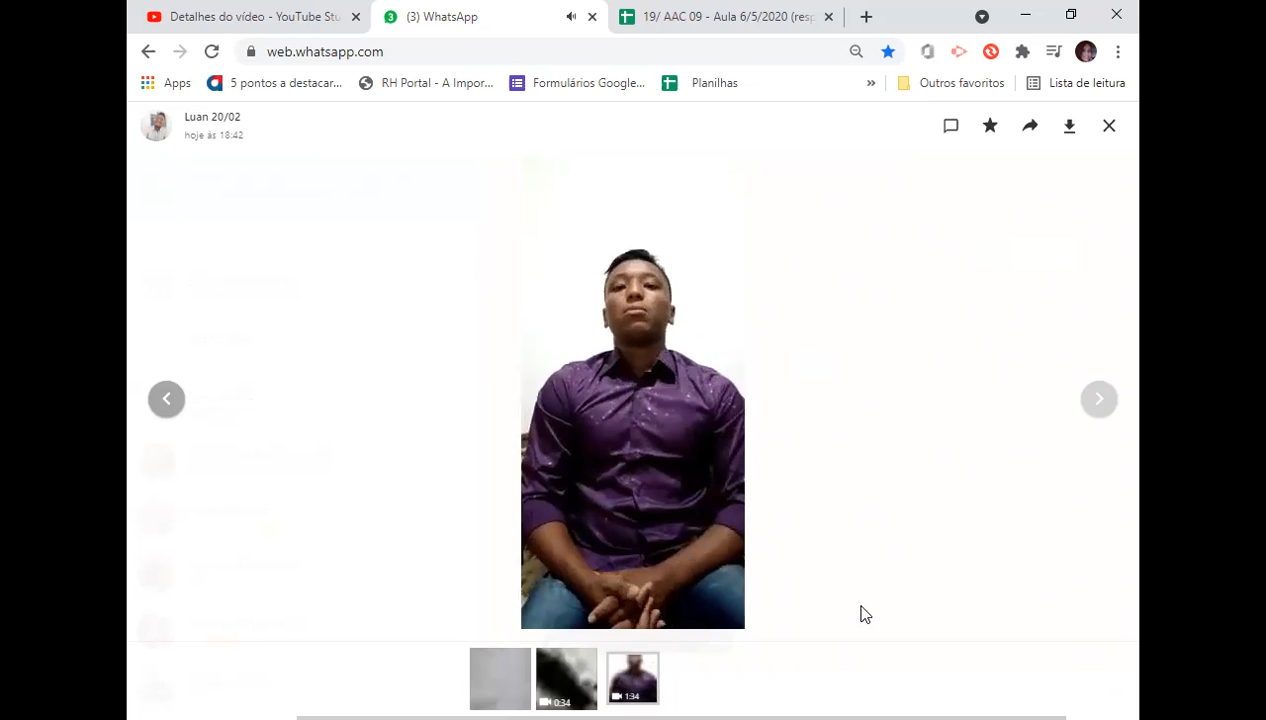 Detalhes do vídeo - YouTube Stu
3
(3) WhatsApp
19/ AAC 09 - Aula 6/5/2020 (resp
web.whatsapp.com
Apps
5 pontos a destacar...
RH Portal - A Impor...
Formulários Google...
Planilhas
»
Outros favoritos
Lista de leitura
Luan 20/02
hoje às 18:42
0:34
1:34